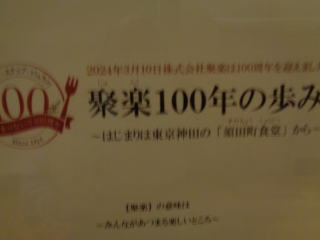 2024年3月10日株式会社聚楽は100周年を迎えまし
聚楽100年の歩み
～はじまりは東京神田の「須田町食堂」から～
100
Since 1924
【聚楽】の意味は
～みんながあつまる楽しいところ～